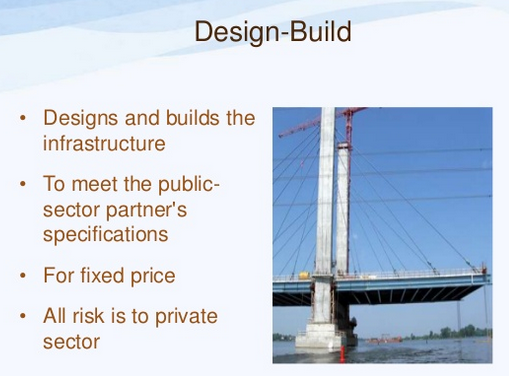 Design-Build
• Designs and builds the
infrastructure
• To meet the public-
sector partner's
specifications
• For fixed price
• All risk is to private
sector